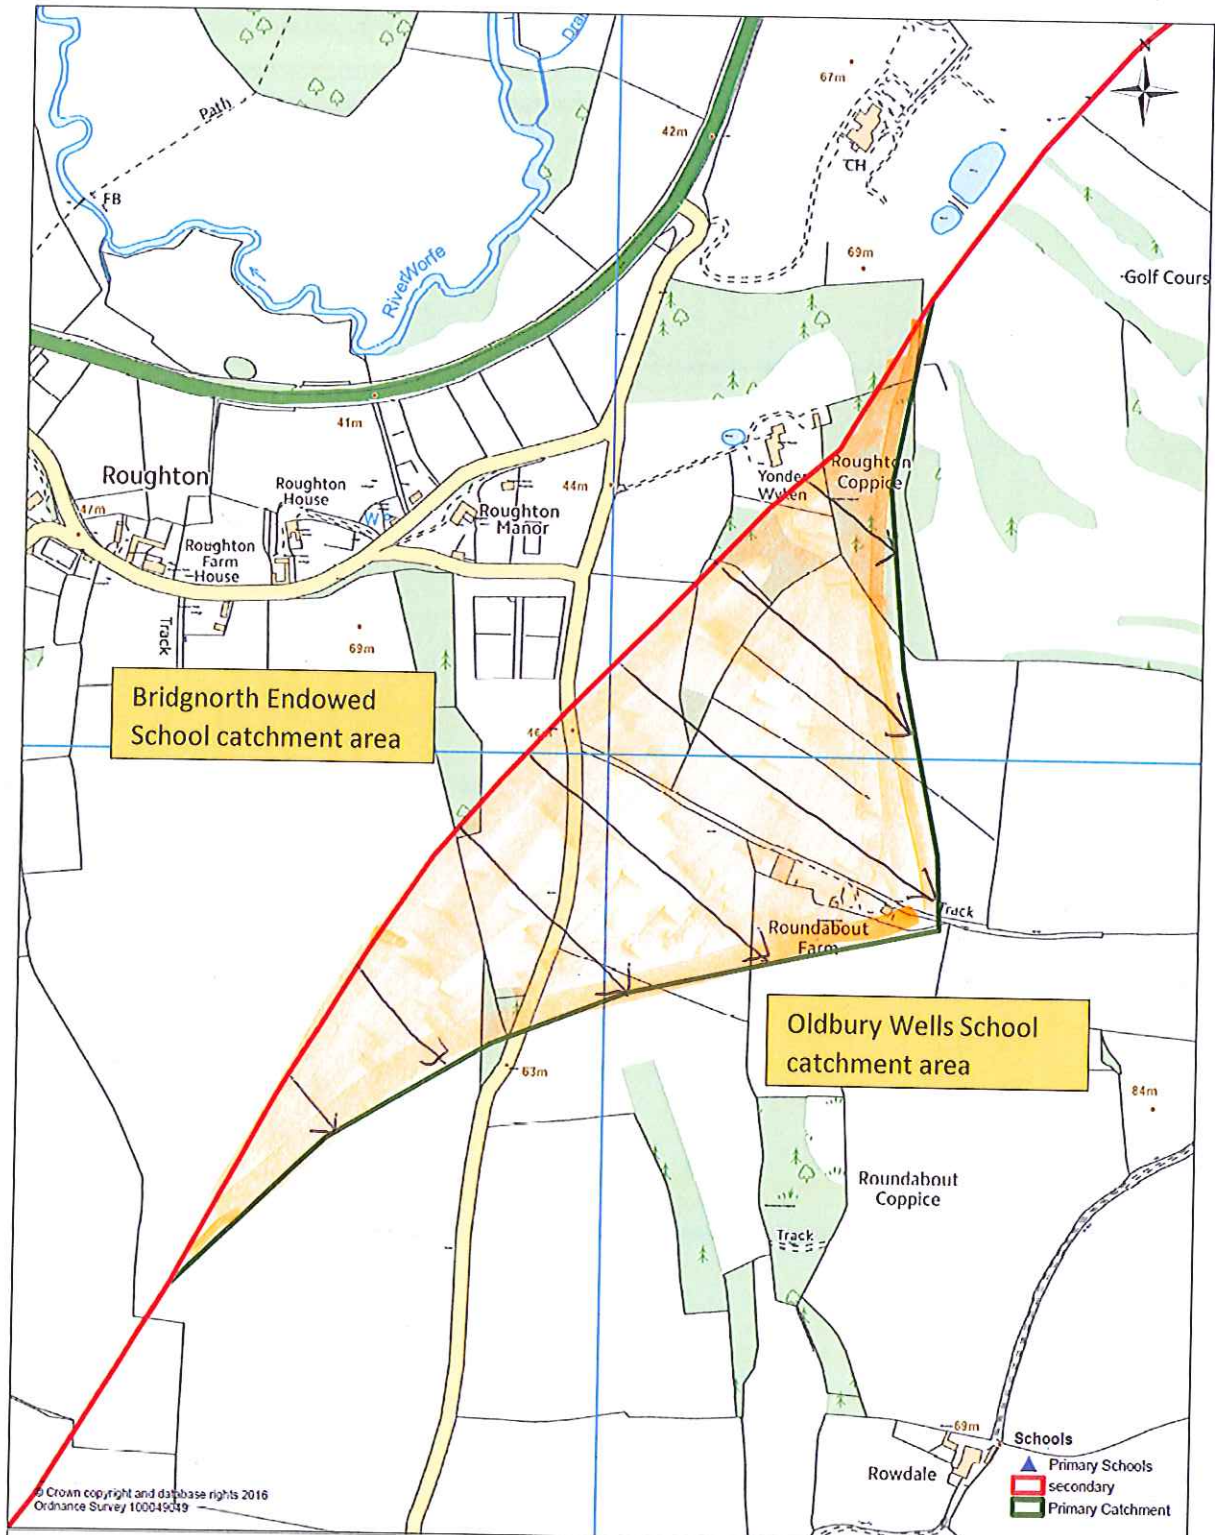 Drai
N
67m
Path
42m
CH
FB
69m
River Worfe
Golf Cours
41m
Roughton
Roughton
House
Yonder
Wyken
Roughton
Coppice
44m
47m
Roughton
Manor
Roughton
Farm
House
Track
69m
Bridgnorth Endowed
School catchment area
46m
Track
Roundabout
Farm
Oldbury Wells School
catchment area
63m
84m
Roundabout
Coppice
Track
69m
Schools
Rowdale
Primary Schools
secondary
Primary Catchment
© Crown copyright and database rights 2016
Ordnance Survey 100049049